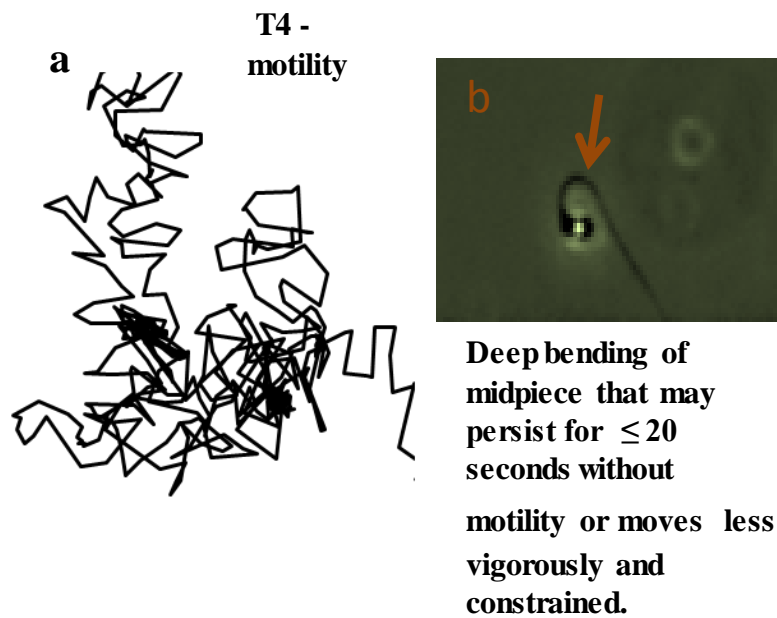 T4 -
motility
a
b
Deep bending of
midpiece that may
persist for ≤ 20
seconds without
motility or moves less
vigorously and
constrained.